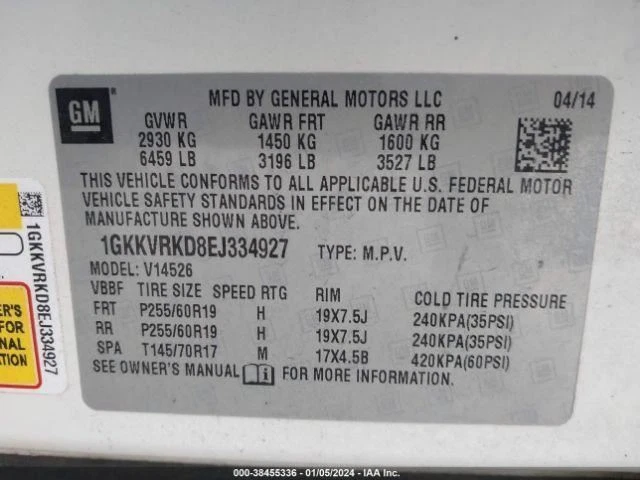 GM
MFD BY GENERAL MOTORS LLC 04/14
GVWR GAWR FRT GAWR RR
2930 KG 1450 KG 1600 KG
6459 LB 3196 LB 3527 LB
THIS VEHICLE CONFORMS TO ALL APPLICABLE U.S. FEDERAL MOTOR
VEHICLE SAFETY STANDARDS IN EFFECT ON THE DATE OF
MANUFACTURE SHOWN ABOVE.
1GKKVRKD8EJ334927 TYPE: M.P.V.
MODEL: V14526
VBBF TIRE SIZE SPEED RTG RIM COLD TIRE PRESSURE
FRT P255/60R19 H 19X7.5J 240KPA(35PSI)
RR P255/60R19 H 19X7.5J 240KPA(35PSI)
SPA T145/70R17 M 17X4.5B 420KPA(60PSI)
SEE OWNER'S MANUAL i FOR MORE INFORMATION.
1GKKVRKD8EJ334927
ER'S
FOR
NAL
N.
000-38455336 - 01/05/2024 - IAA Inc.